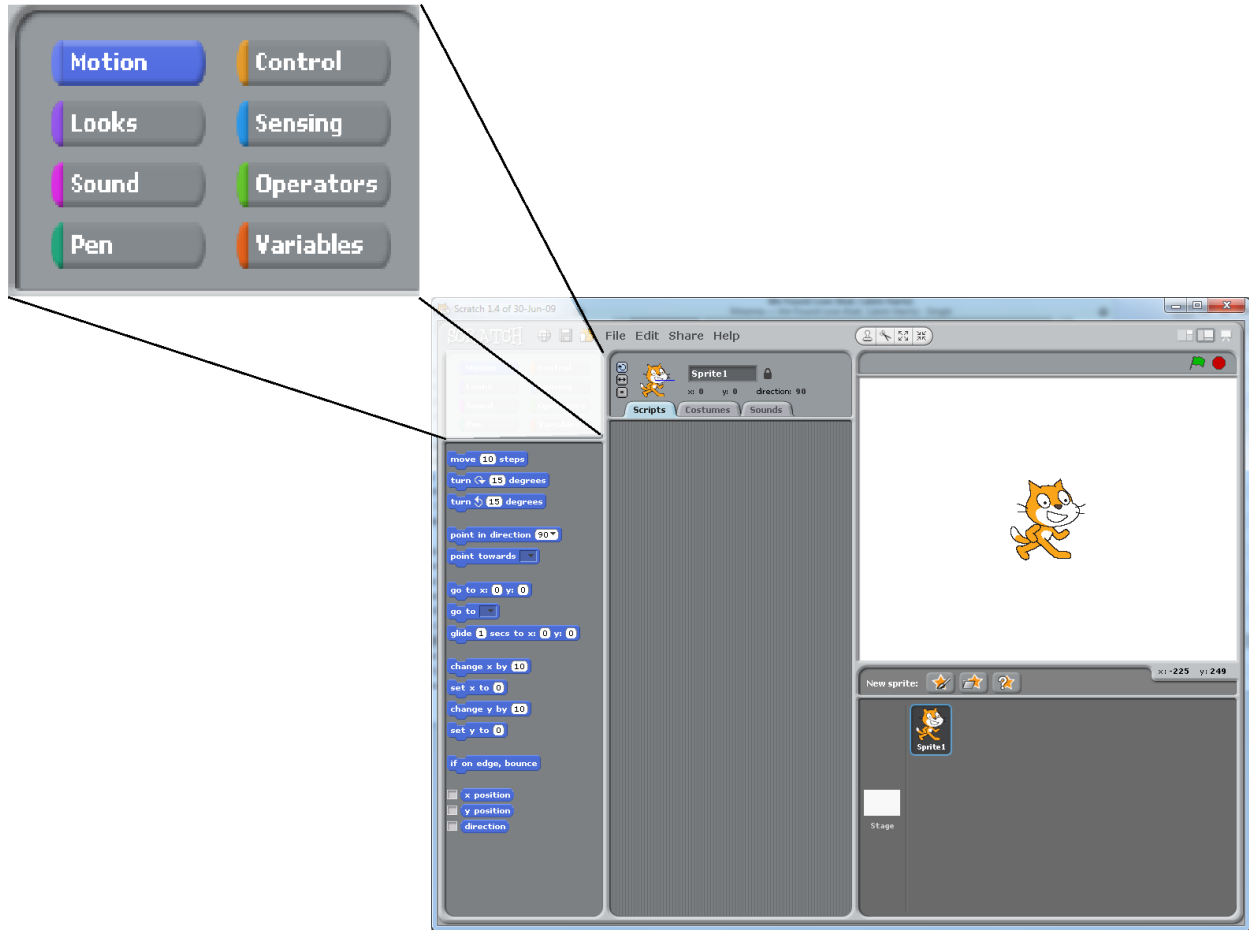 Motion Control
Looks Sensing
Sound Operators
Pen Variables
Scratch 1.4 of 30-Jun-09
SCRATCH File Edit Share Help
Sprite1
x: 0 y: 0 direction: 90
Scripts Costumes Sounds
move 10 steps
turn 15 degrees
turn 15 degrees
point in direction 90
point towards
go to x: 0 y: 0
go to
glide 1 secs to x: 0 y: 0
change x by 10
set x to 0
change y by 10
set y to 0
if on edge, bounce
x position
y position
direction
x: -225 y: 249
New sprite:
Sprite1
Stage